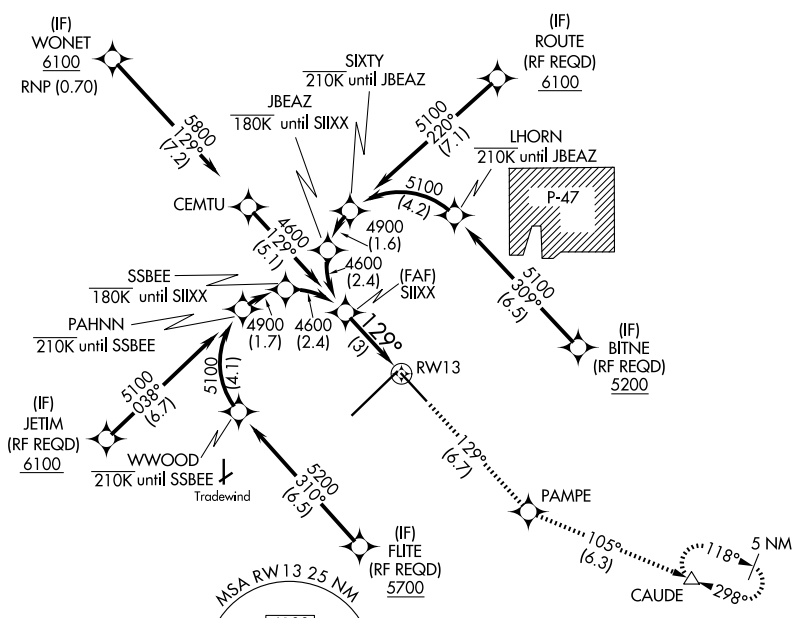 (IF)
WONET
6100
RNP (0.70)
5800
129°
(7.2)
CEMTU
4600
129°
(5.1)
JBEAZ
180K until SIIXX
SIXTY
210K until JBEAZ
(IF)
ROUTE
(RF REQD)
6100
5100
220°
(7.1)
LHORN
210K until JBEAZ
P-47
5100
(4.2)
4900
(1.6)
4600
(2.4)
(FAF)
SIIXX
5100
309°
(6.5)
(IF)
BITNE
(RF REQD)
5200
SSBEE
180K until SIIXX
PAHNN
210K until SSBEE
4900
(1.7)
4600
(2.4)
129°
(3)
RW13
5100
(4.1)
5100
038°
(6.7)
(IF)
JETIM
(RF REQD)
6100
WWOOD
210K until SSBEE
Tradewind
5200
310°
(6.5)
(IF)
FLITE
(RF REQD)
5700
129°
(6.7)
PAMPE
105°
(6.3)
CAUDE
118°
298°
5 NM
MSA RW13 25 NM